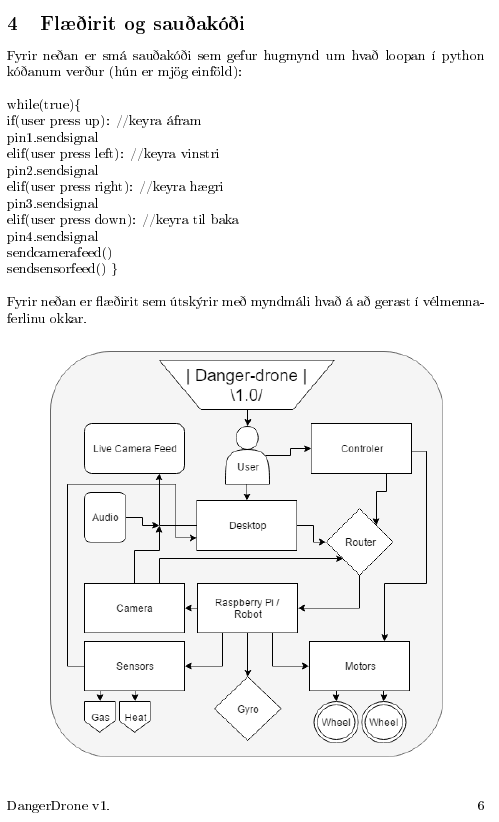 4 Flæðirit og sauðakóði
Fyrir neðan er smá sauðakóði sem gefur hugmynd um hvað loopan í python
kóðanum verður (hún er mjög einföld):
while(true){
if(user press up): //keyra áfram
pin1.sendsignal
elif(user press left): //keyra vinstri
pin2.sendsignal
elif(user press right): //keyra hægri
pin3.sendsignal
elif(user press down): //keyra til baka
pin4.sendsignal
sendcamerafeed()
sendsensorfeed() }
Fyrir neðan er flæðirit sem útskýrir með myndmáli hvað á að gerast í vélmenna-
ferlinu okkar.
| Danger-drone |
\1.0/
Live Camera Feed
User
Controler
Audio
Desktop
Router
Camera
Raspberry Pi /
Robot
Sensors
Motors
Gas
Heat
Gyro
Wheel
Wheel
DangerDrone v1. 6